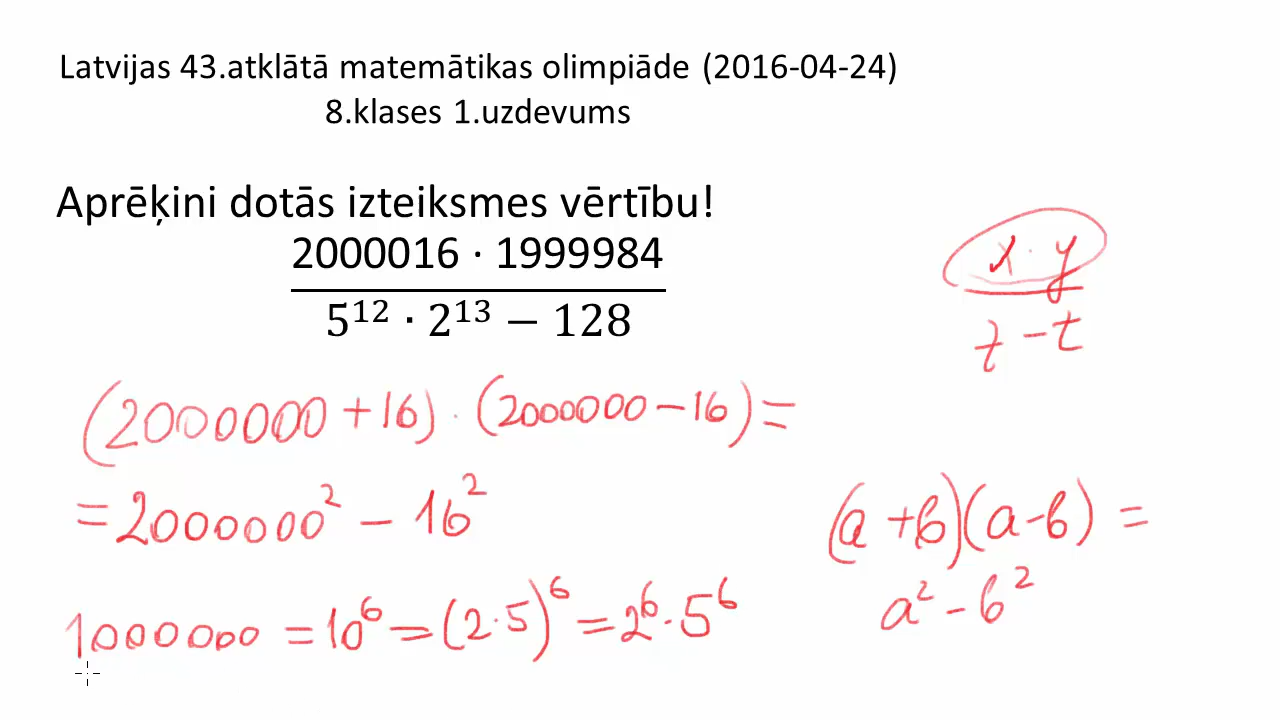 Latvijas 43.atklātā matemātikas olimpiāde (2016-04-24)
8.klases 1.uzdevums
Aprēķini dotās izteiksmes vērtību!
2000016 · 1999984
5¹² · 2¹³ − 128
x · y
z − t
(2000000 + 16) · (2000000 − 16) =
= 2000000² − 16²
(a + b)(a − b) =
a² − b²
1000000 = 10⁶ = (2 · 5)⁶ = 2⁶ · 5⁶